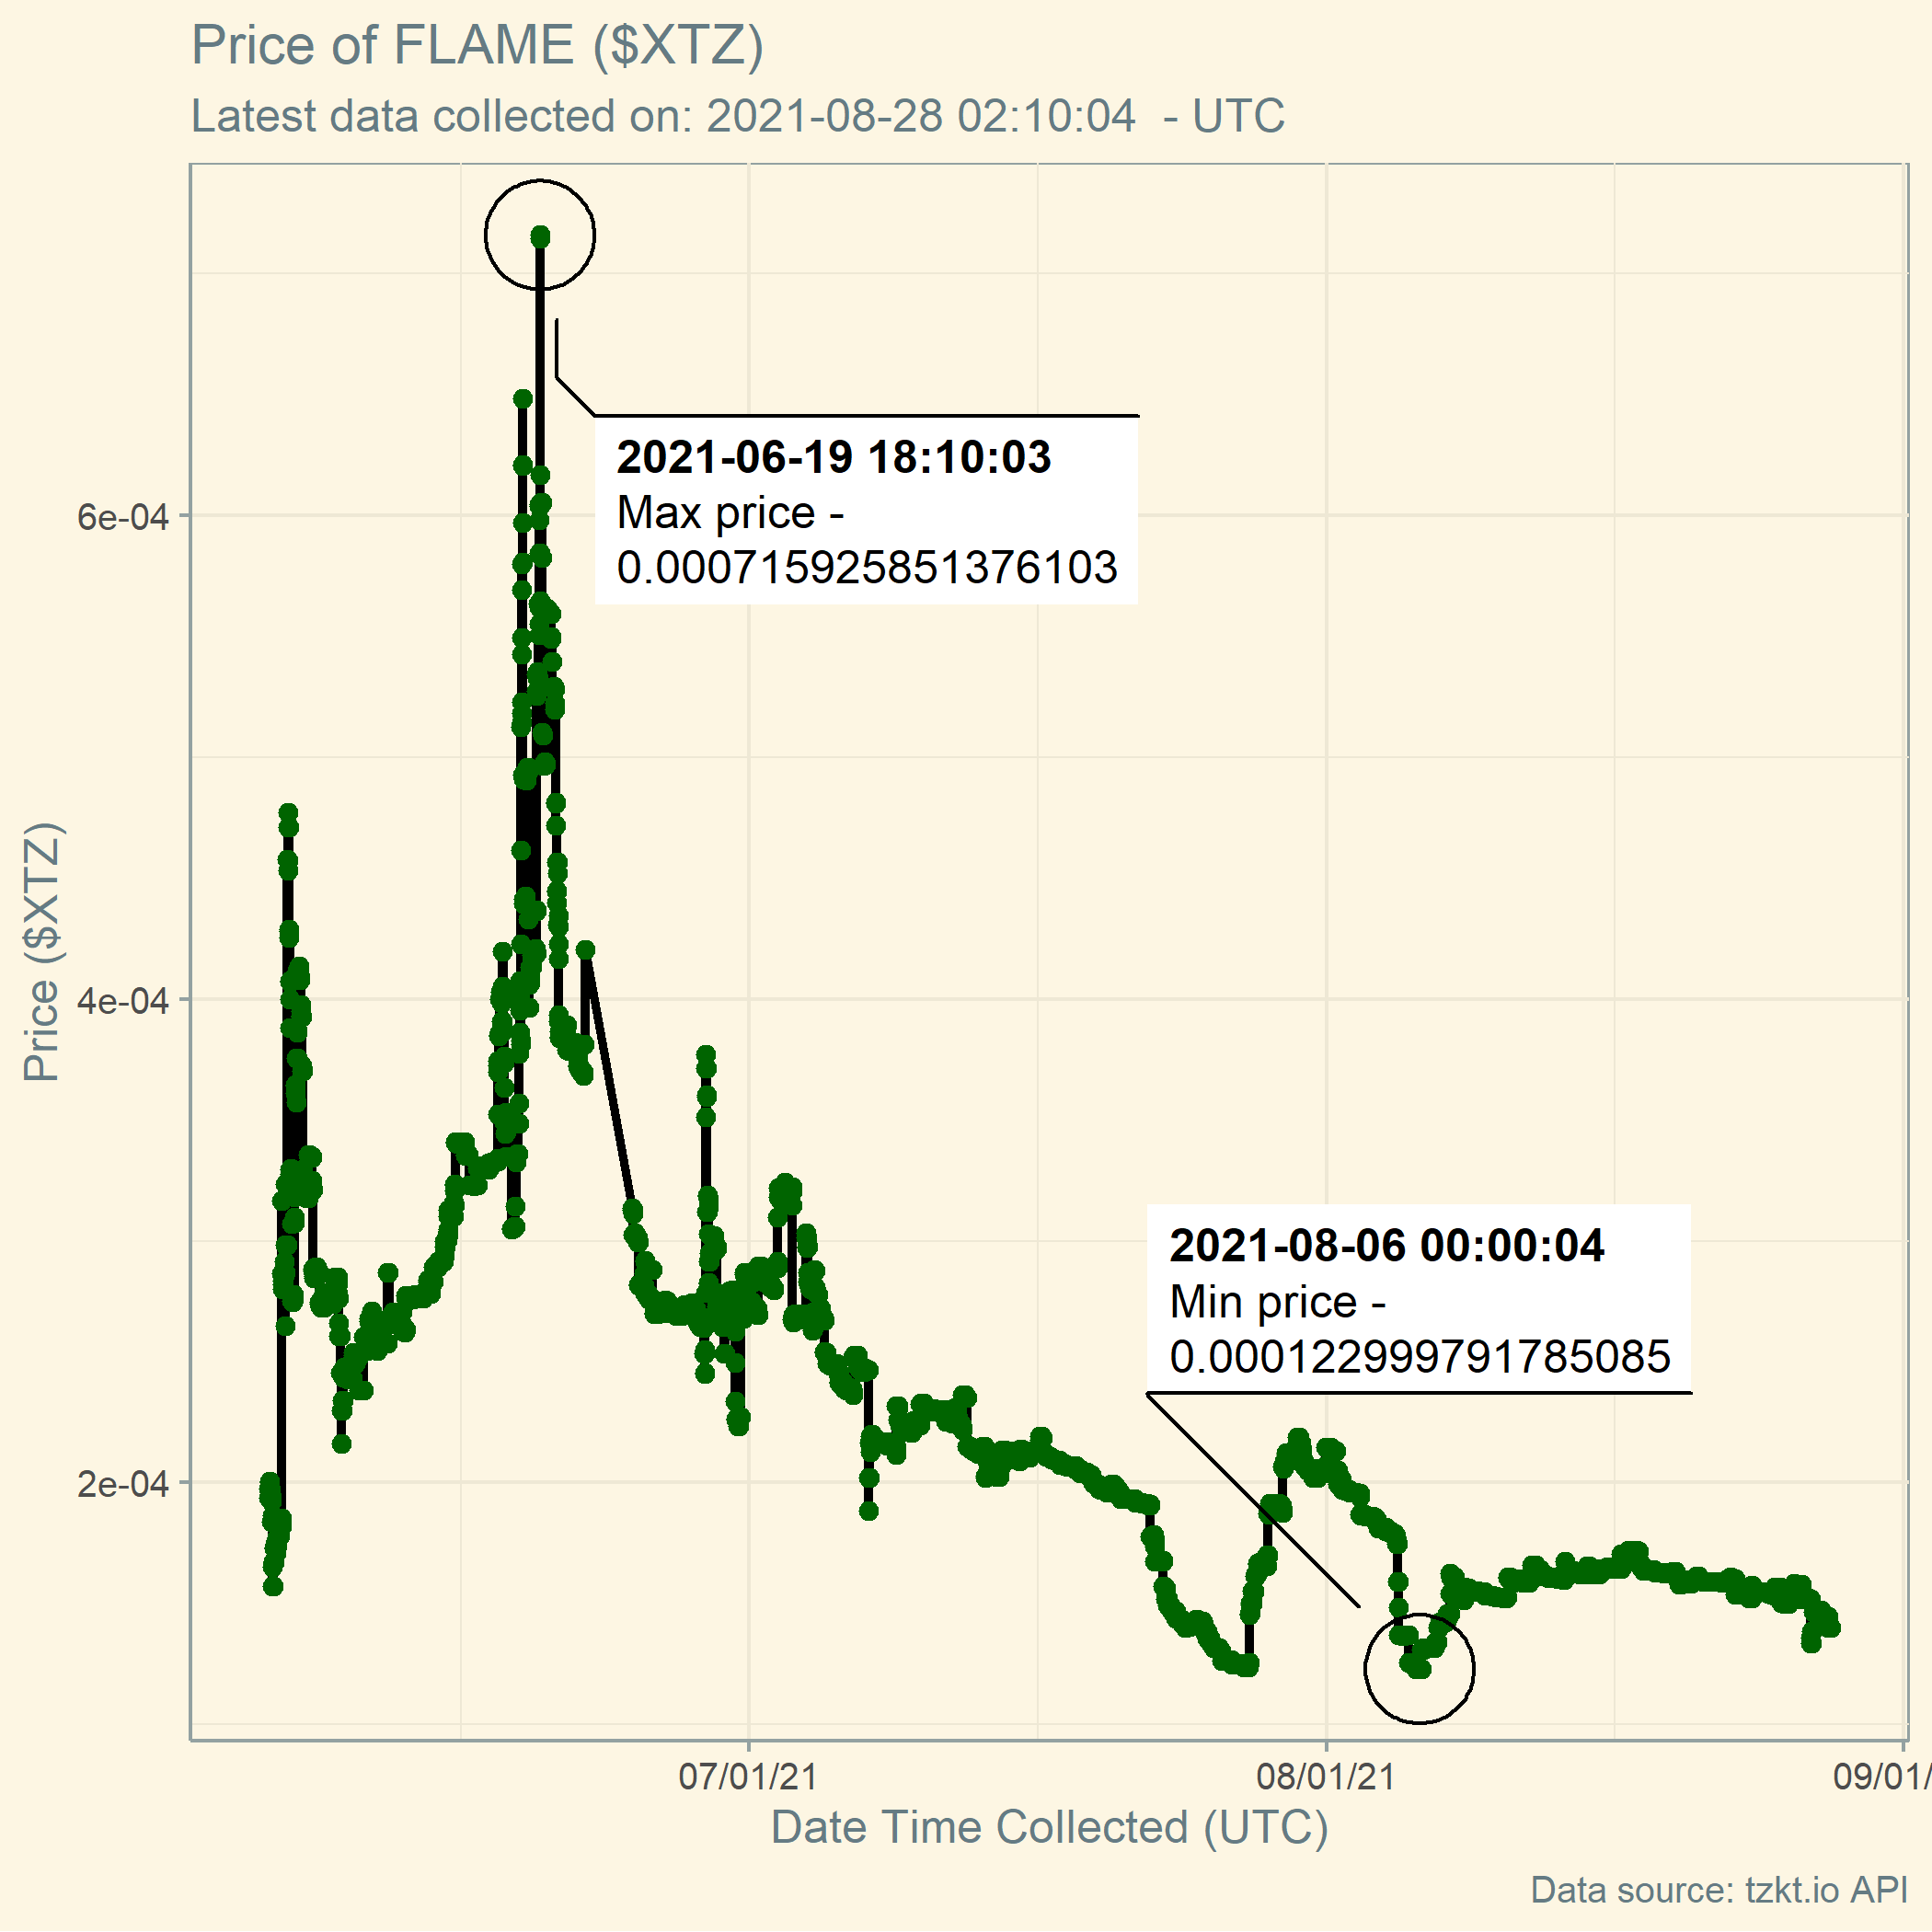 Price of FLAME ($XTZ)
Latest data collected on: 2021-08-28 02:10:04  - UTC
2021-06-19 18:10:03
Max price -
0.000715925851376103
6e-04
4e-04
2e-04
Price ($XTZ)
2021-08-06 00:00:04
Min price -
0.000122999791785085
07/01/21
08/01/21
09/01/
Date Time Collected (UTC)
Data source: tzkt.io API